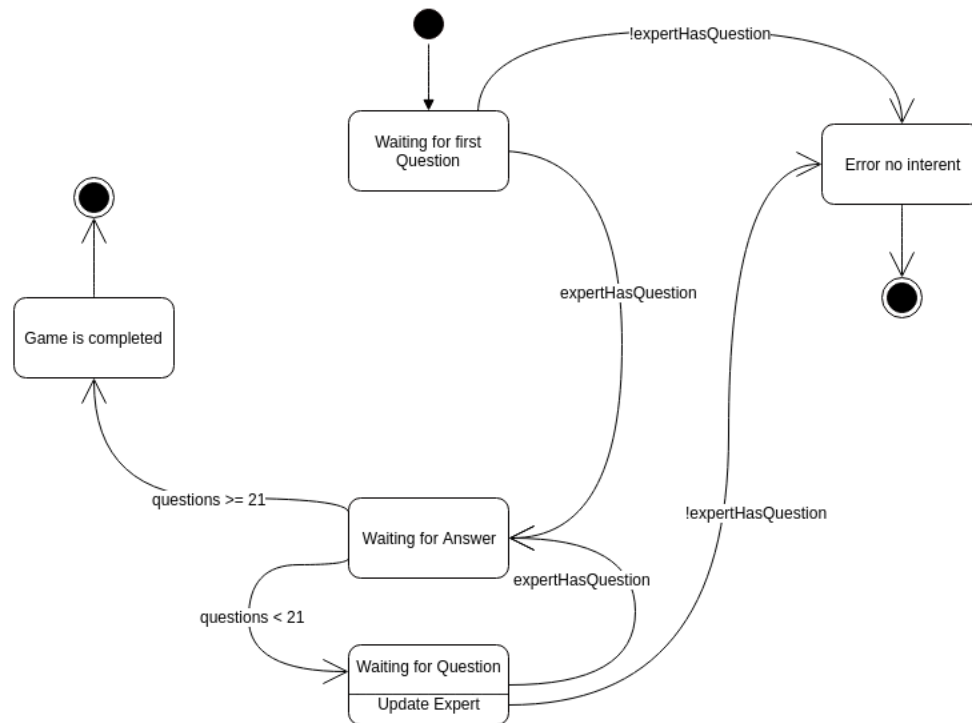 !expertHasQuestion
Waiting for first
Question
Error no interent
expertHasQuestion
Game is completed
questions >= 21
Waiting for Answer
!expertHasQuestion
expertHasQuestion
questions < 21
Waiting for Question
Update Expert